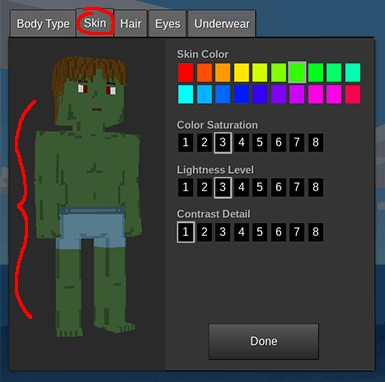 Body Type Skin Hair Eyes Underwear
Skin Color
Color Saturation
1 2 3 4 5 6 7 8
Lightness Level
1 2 3 4 5 6 7 8
Contrast Detail
1 2 3 4 5 6 7 8
Done